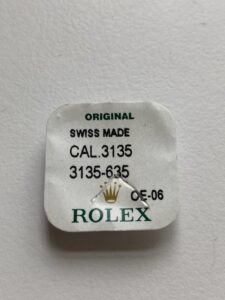 ORIGINAL
SWISS MADE
CAL.3135
3135-635
OE-06
ROLEX